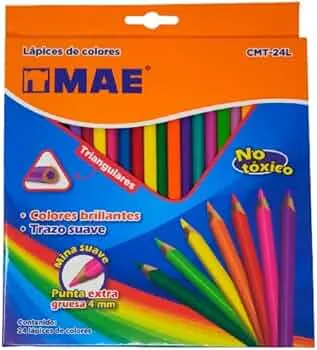 Lápices de colores
CMT-24L
MAE
Triangulares
No
tóxico
• Colores brillantes
• Trazo suave
Mina suave
Punta extra
gruesa 4 mm
Contenido:
24 lápices de colores